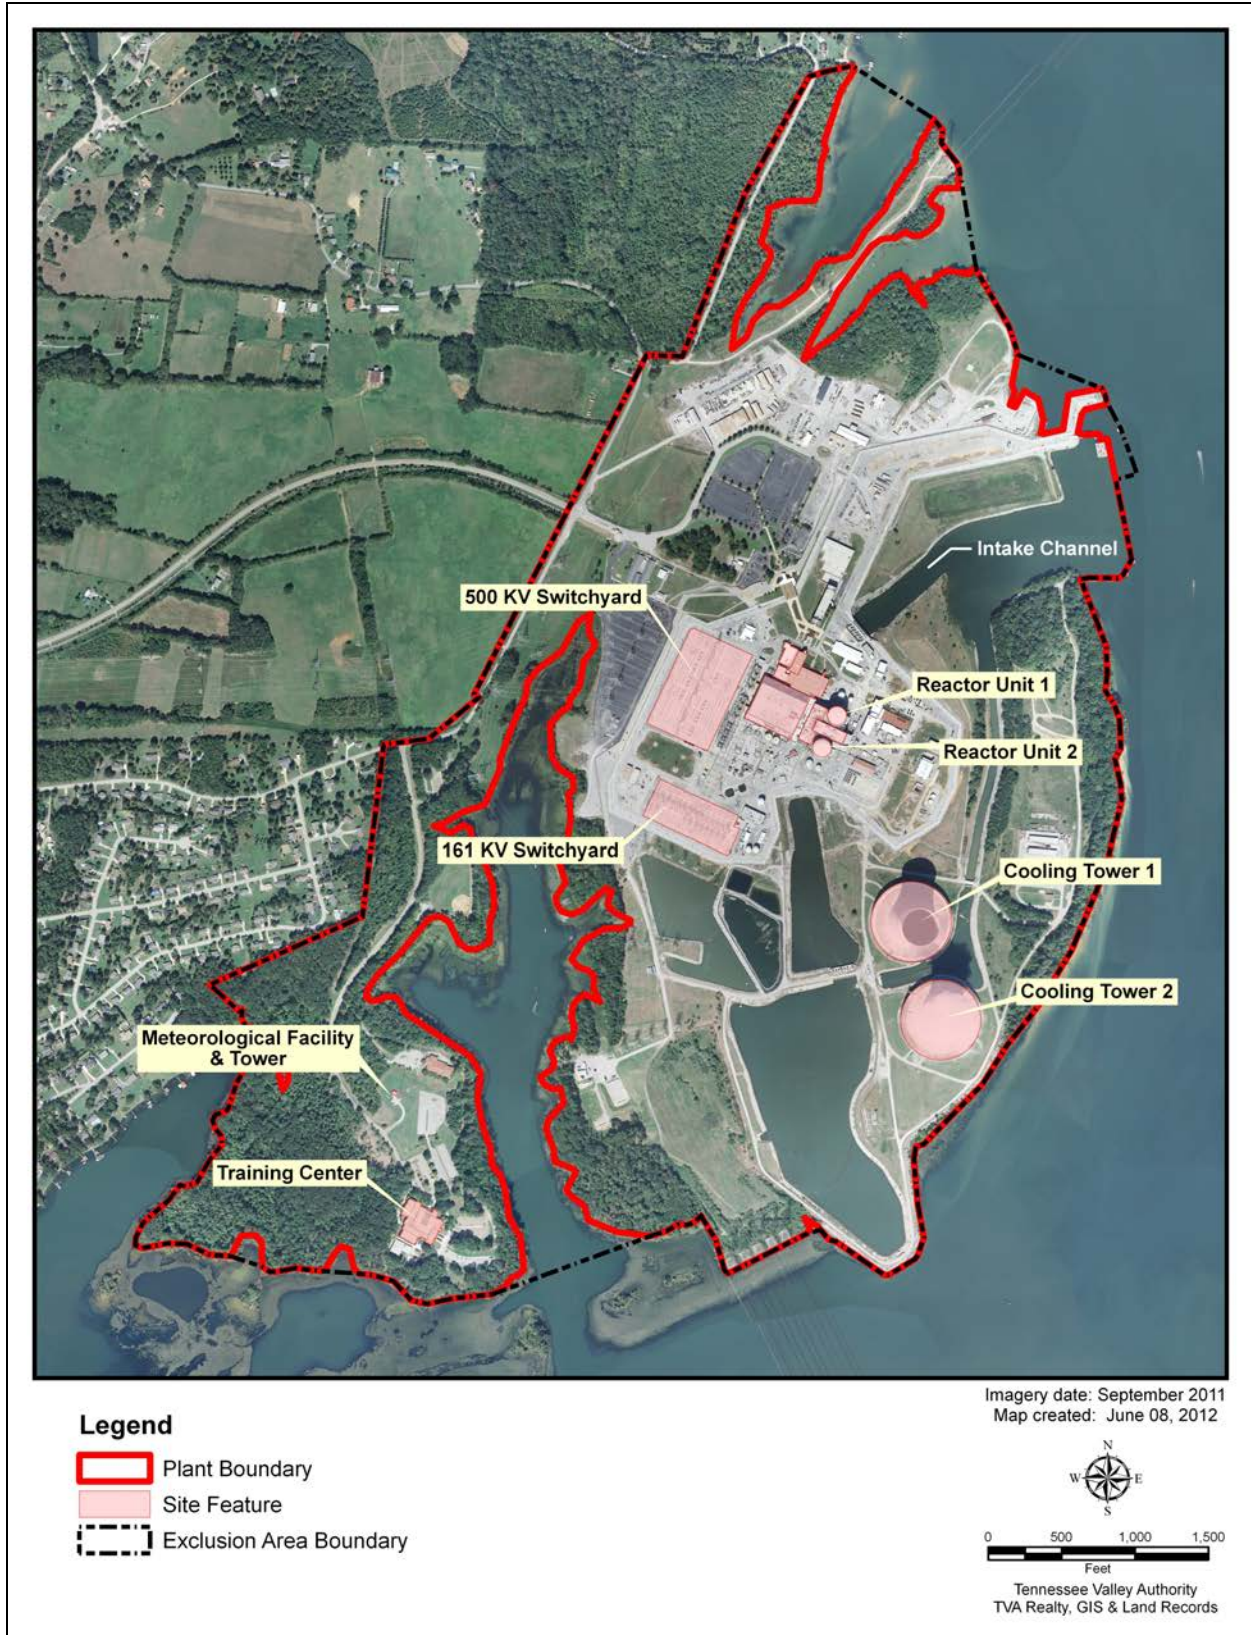 Intake Channel
500 KV Switchyard
Reactor Unit 1
Reactor Unit 2
161 KV Switchyard
Cooling Tower 1
Cooling Tower 2
Meteorological Facility
& Tower
Training Center
Imagery date: September 2011
Map created: June 08, 2012
Legend
Plant Boundary
Site Feature
Exclusion Area Boundary
N
W E
S
0 500 1,000 1,500
Feet
Tennessee Valley Authority
TVA Realty, GIS & Land Records